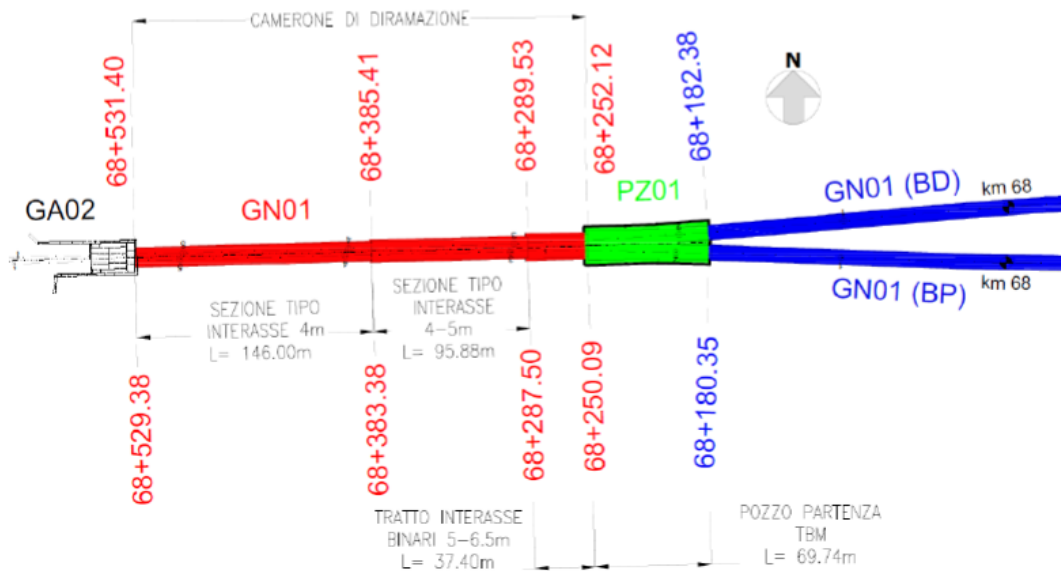 CAMERONE DI DIRAMAZIONE
68+531.40
68+385.41
68+289.53
68+252.12
68+182.38
N
GA02
GN01
PZ01
GN01 (BD)
km 68
GN01 (BP)
km 68
SEZIONE TIPO
INTERASSE 4m
L= 146.00m
SEZIONE TIPO
INTERASSE
4-5m
L= 95.88m
68+529.38
68+383.38
68+287.50
68+250.09
68+180.35
TRATTO INTERASSE
BINARI 5-6.5m
L= 37.40m
POZZO PARTENZA
TBM
L= 69.74m